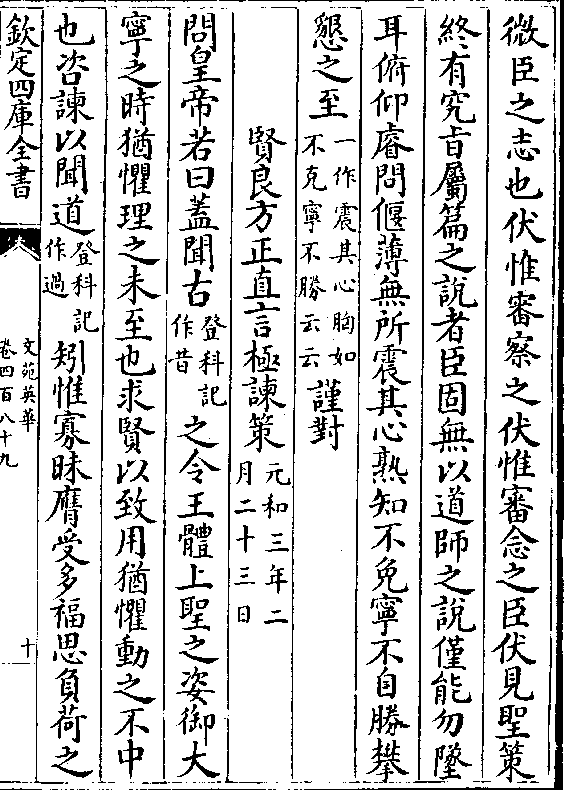 微臣之志也伏惟審察之伏惟審念之臣伏見聖策
終有究㫖屬篇之說者臣固無以道師之說僅能勿墜
耳俯仰睿問偃薄無所震其心熟知不免寧不自勝攀
懇之至一作震其心胸如不克寧不勝云云謹對
賢良方正直言極諫策元和三年二月二十三日
問皇帝若曰蓋聞古登科記作昔之令王體上聖之姿御大
寧之時猶懼理之未至也求賢以致用猶懼動之不中
也咨諫以聞道登科記作過矧惟寡昧膺受多福思負荷之
欽定四庫全書
文苑英華
卷四百八十九
十